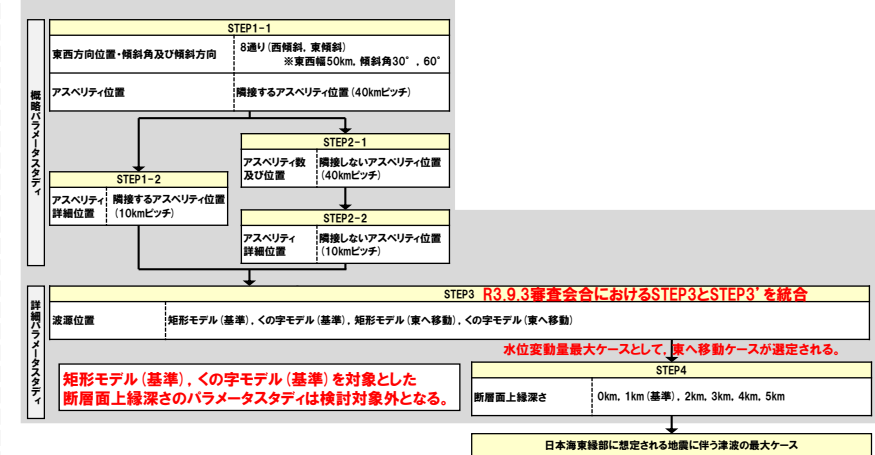 概略パラメータスタディ
STEP1-1
東西方向位置・傾斜角及び傾斜方向
8通り(西傾斜, 東傾斜)
※東西幅50km, 傾斜角30°, 60°
アスペリティ位置
隣接するアスペリティ位置(40kmピッチ)
STEP2-1
アスペリティ数
及び位置
隣接しないアスペリティ位置
(40kmピッチ)
STEP1-2
アスペリティ
詳細位置
隣接するアスペリティ位置
(10kmピッチ)
STEP2-2
アスペリティ
詳細位置
隣接しないアスペリティ位置
(10kmピッチ)
詳細パラメータスタディ
STEP3 R3.9.3審査会合におけるSTEP3とSTEP3'を統合
波源位置
矩形モデル(基準), くの字モデル(基準), 矩形モデル(東へ移動), くの字モデル(東へ移動)
水位変動量最大ケースとして, 東へ移動ケースが選定される。
矩形モデル(基準), くの字モデル(基準)を対象とした
断層面上縁深さのパラメータスタディは検討対象外となる。
STEP4
断層面上縁深さ
0km, 1km(基準), 2km, 3km, 4km, 5km
日本海東縁部に想定される地震に伴う津波の最大ケース